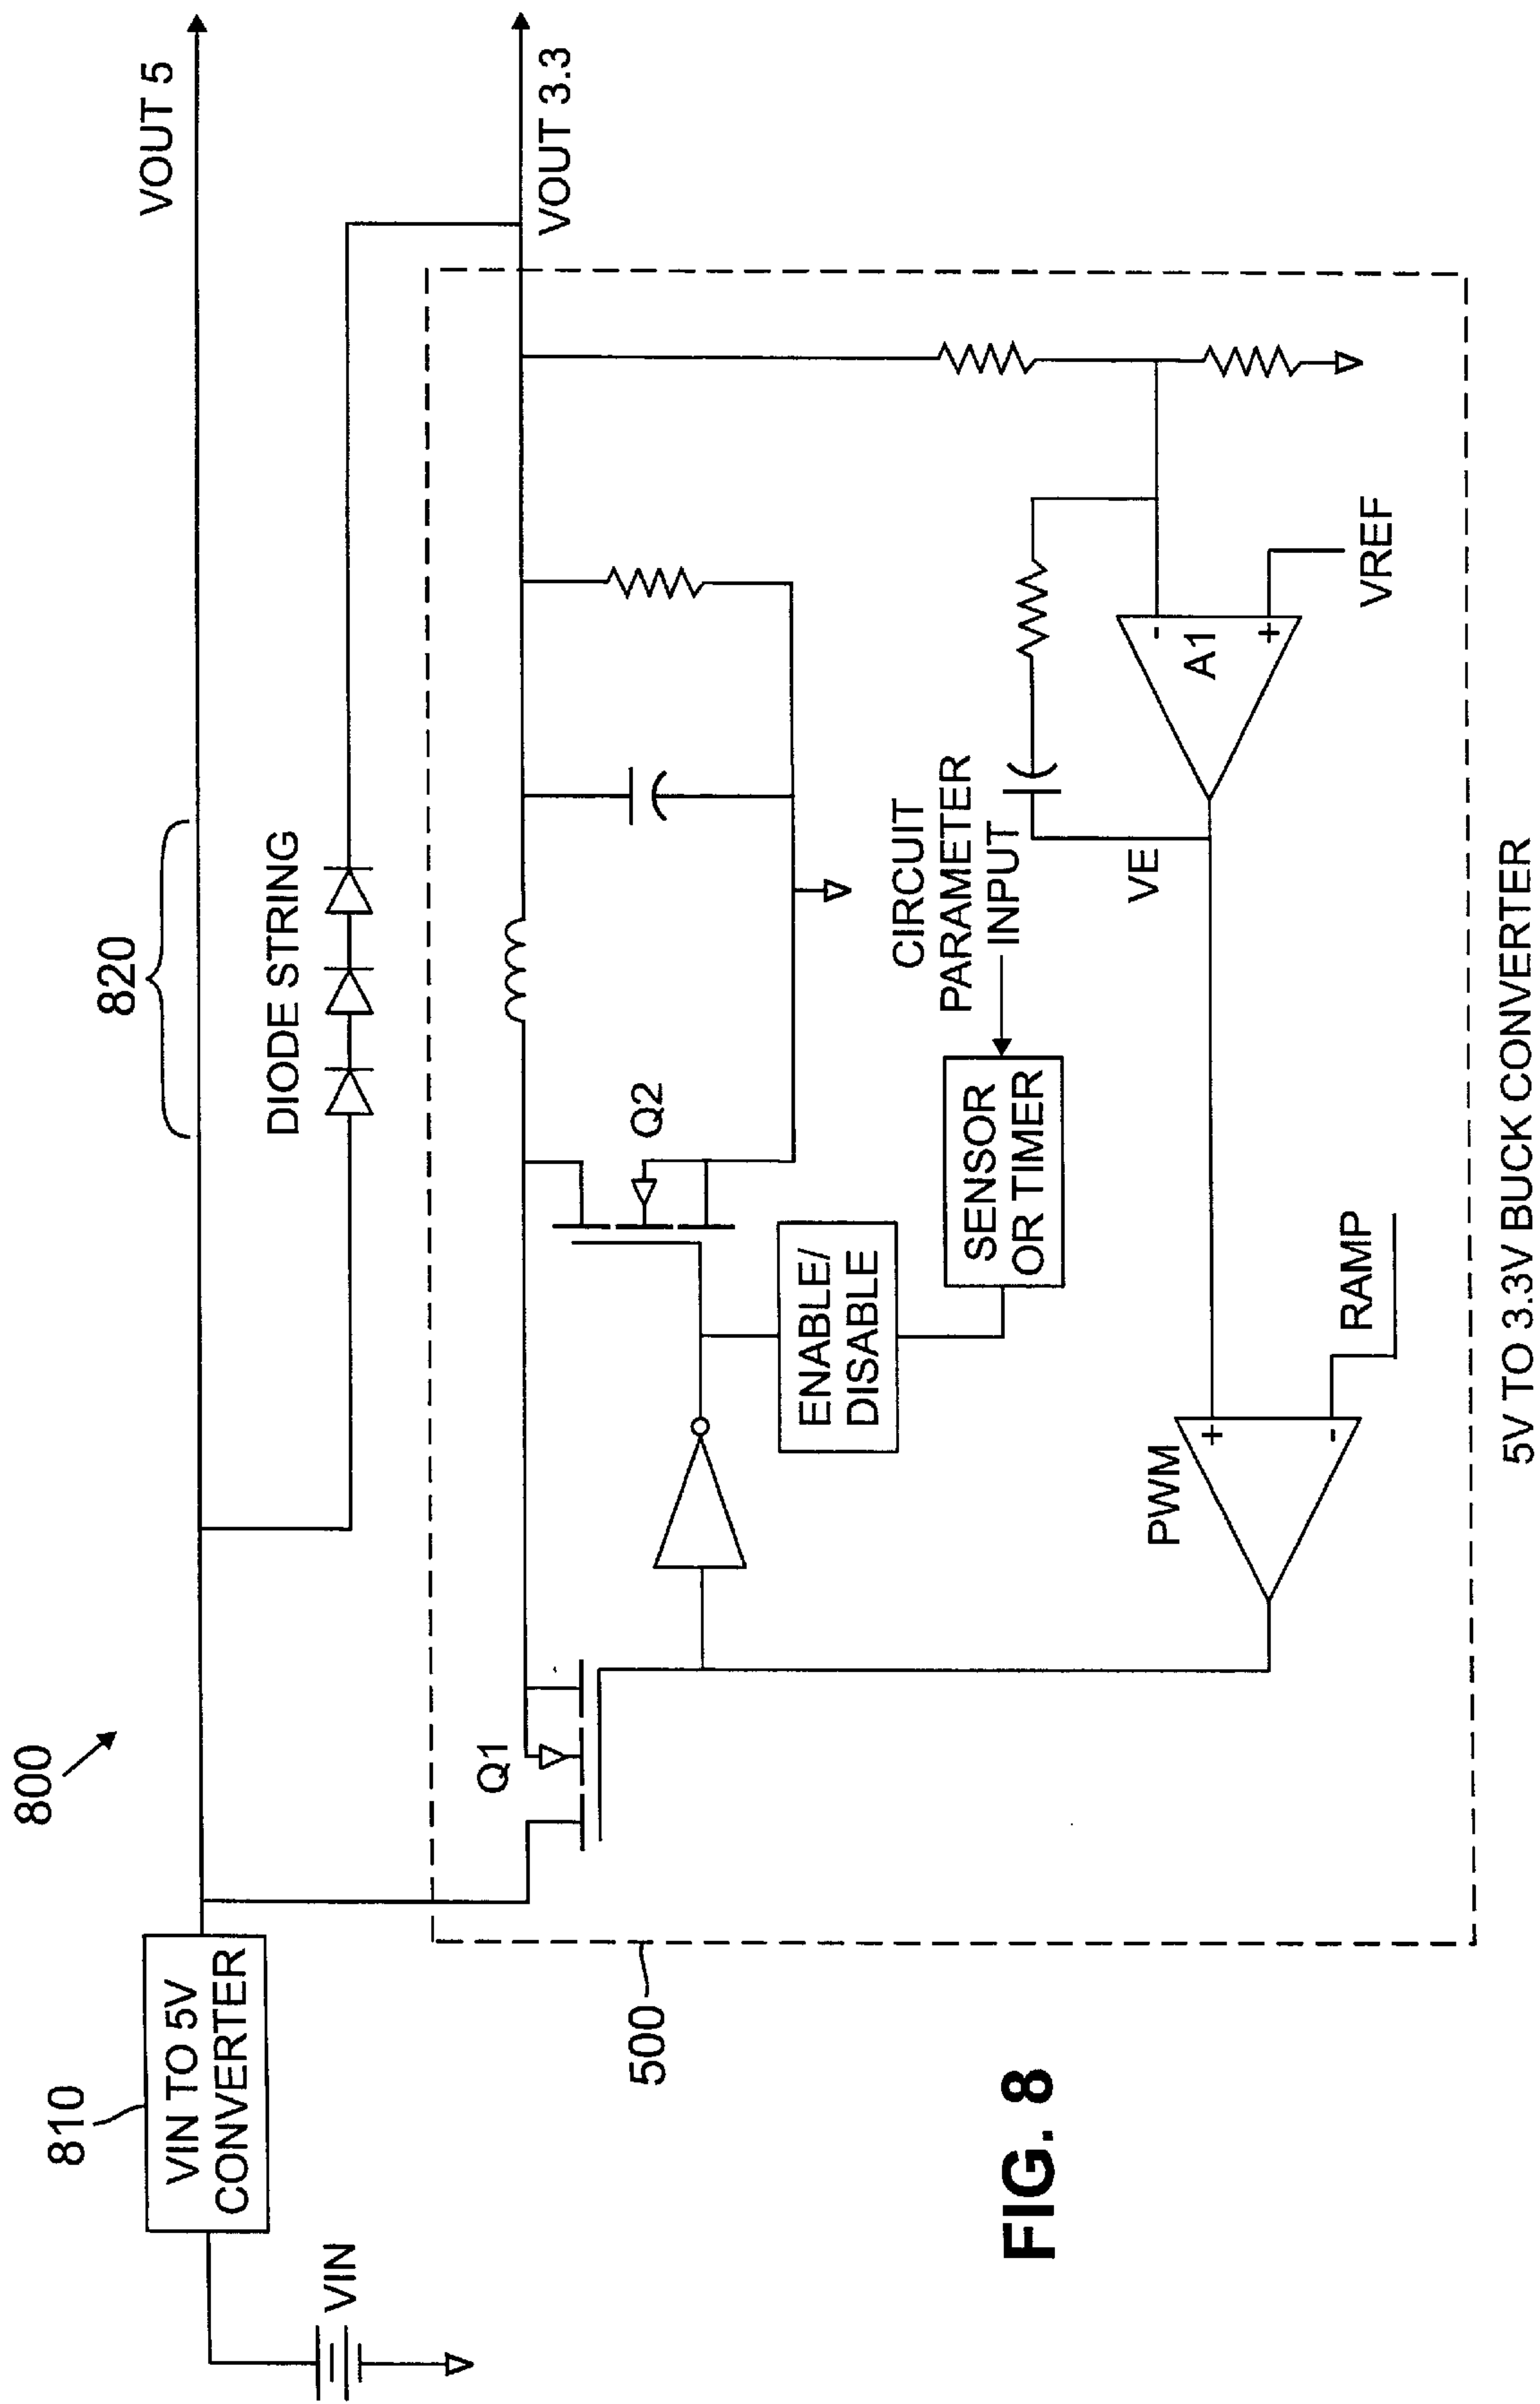 800
810
VIN TO 5V
CONVERTER
VIN
820
VOUT 5
DIODE STRING
VOUT 3.3
500
Q1
Q2
ENABLE/
DISABLE
SENSOR
OR TIMER
CIRCUIT
PARAMETER
INPUT
VE
-
A1
+
VREF
PWM
+
-
RAMP
5V TO 3.3V BUCK CONVERTER
FIG. 8